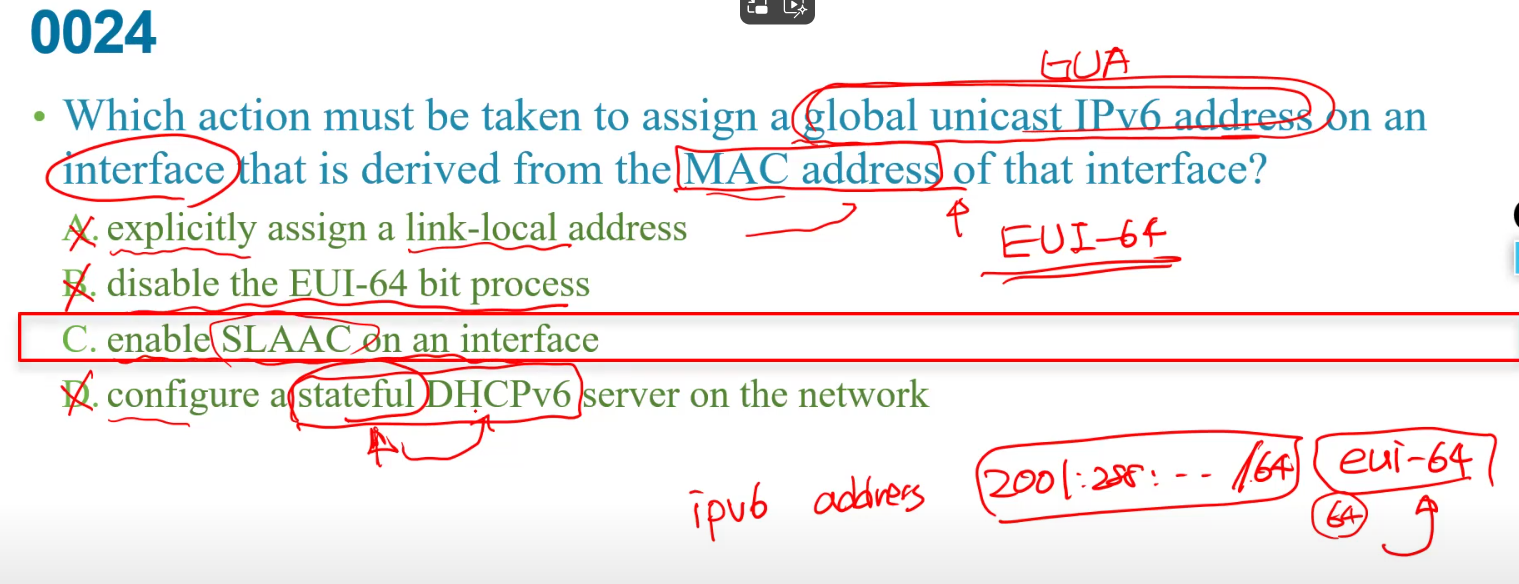 0024
GUA
• Which action must be taken to assign a global unicast IPv6 address on an
interface that is derived from the MAC address of that interface?
A. explicitly assign a link-local address
EUI-64
B. disable the EUI-64 bit process
C. enable SLAAC on an interface
D. configure a stateful DHCPv6 server on the network
ipv6 address 2001: : -- /64 eui-64
64